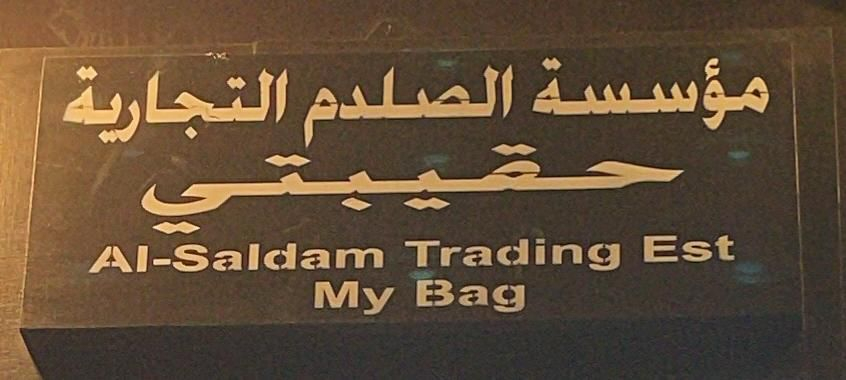 مؤسسة الصلدم التجارية
حقيبتي
Al-Saldam Trading Est
My Bag